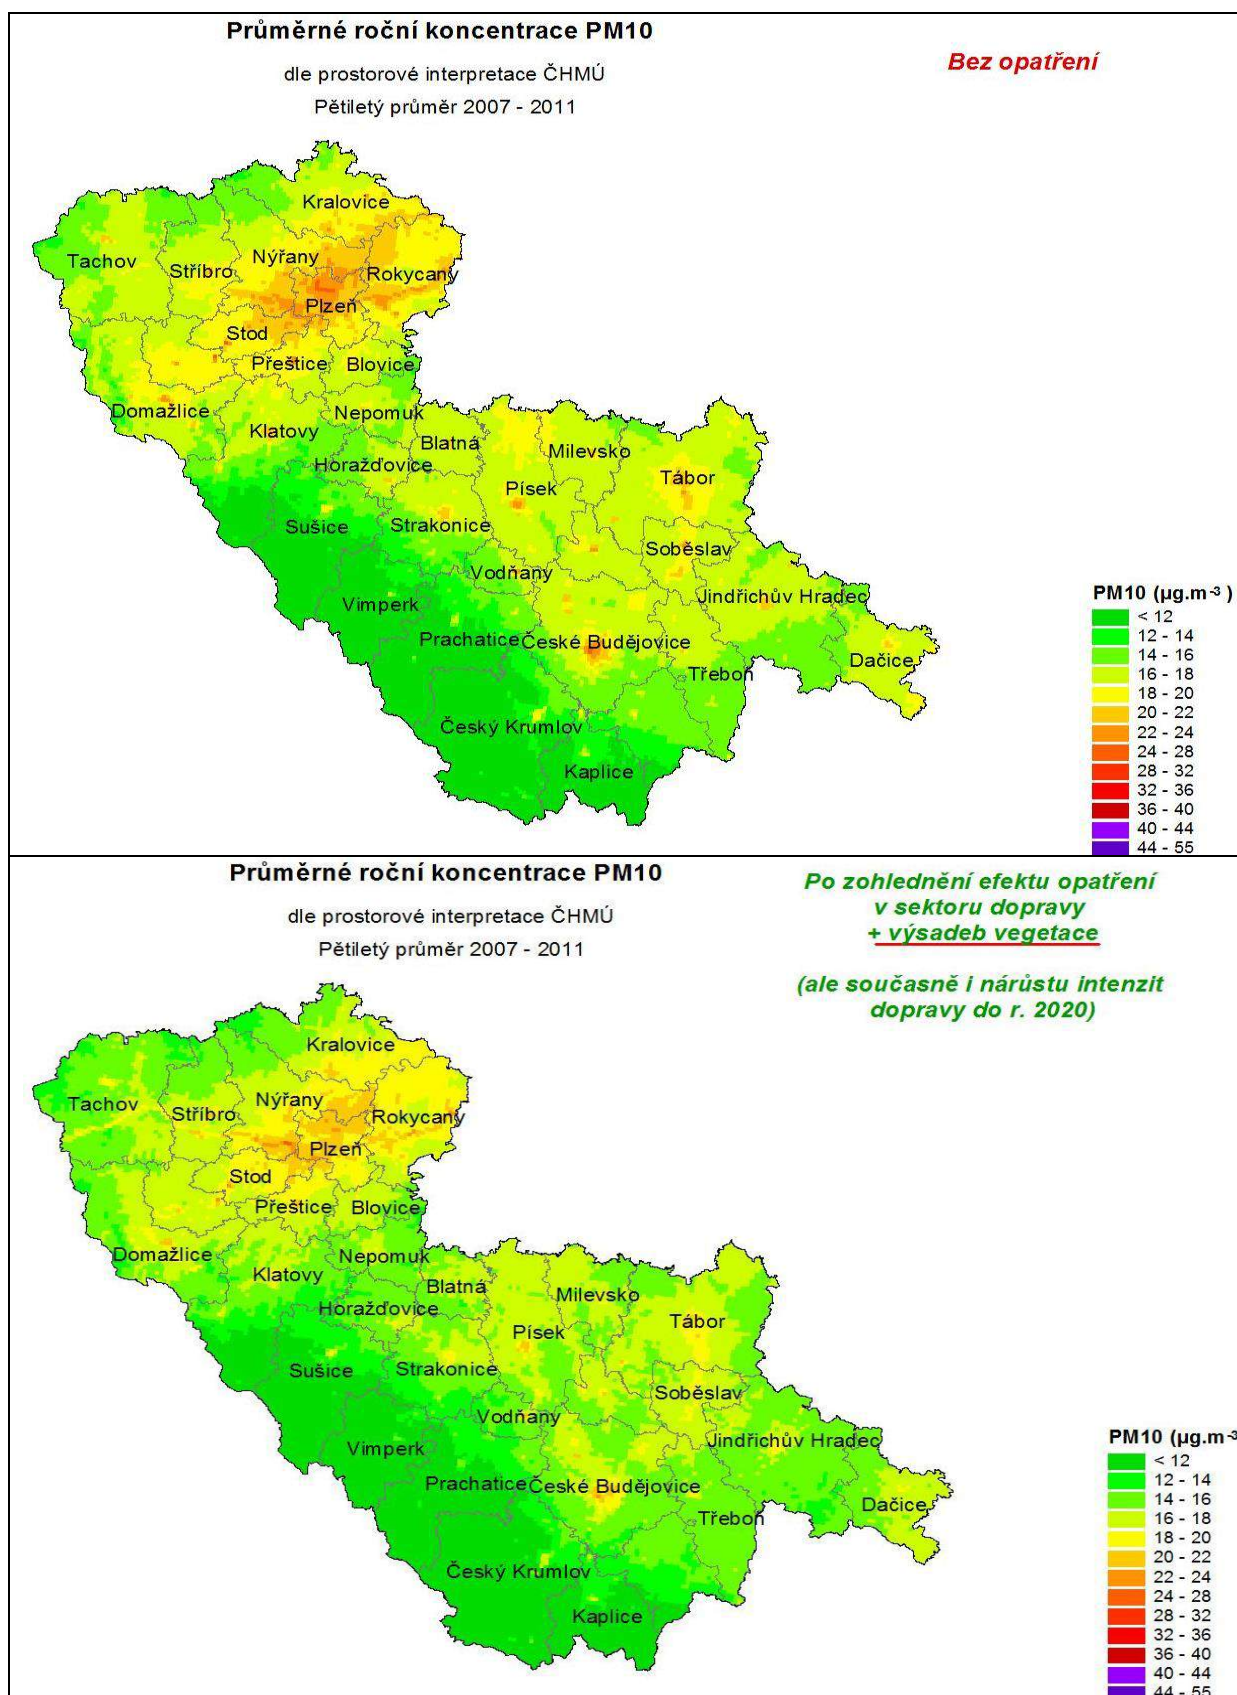 Průměrné roční koncentrace PM10
Bez opatření
dle prostorové interpretace ČHMÚ
Pětiletý průměr 2007 - 2011
Kralovice
Tachov
Stříbro
Nýřany
Rokycany
Plzeň
Stod
Přeštice
Blovice
Domažlice
Klatovy
Nepomuk
Blatná
Milevsko
Horažďovice
Písek
Tábor
Sušice
Strakonice
Soběslav
Vodňany
Vimperk
Jindřichův Hradec
Prachatice
České Budějovice
Dačice
Třeboň
Český Krumlov
Kaplice
PM10 (µg.m-3 )
< 12
12 - 14
14 - 16
16 - 18
18 - 20
20 - 22
22 - 24
24 - 28
28 - 32
32 - 36
36 - 40
40 - 44
44 - 55
Průměrné roční koncentrace PM10
Po zohlednění efektu opatření
v sektoru dopravy
+ výsadeb vegetace
dle prostorové interpretace ČHMÚ
Pětiletý průměr 2007 - 2011
(ale současně i nárůstu intenzit
dopravy do r. 2020)
Kralovice
Tachov
Stříbro
Nýřany
Rokycany
Plzeň
Stod
Přeštice
Blovice
Domažlice
Klatovy
Nepomuk
Blatná
Milevsko
Horažďovice
Písek
Tábor
Sušice
Strakonice
Soběslav
Vodňany
Vimperk
Jindřichův Hradec
Prachatice
České Budějovice
Dačice
Třeboň
Český Krumlov
Kaplice
PM10 (µg.m-3
< 12
12 - 14
14 - 16
16 - 18
18 - 20
20 - 22
22 - 24
24 - 28
28 - 32
32 - 36
36 - 40
40 - 44
44 - 55